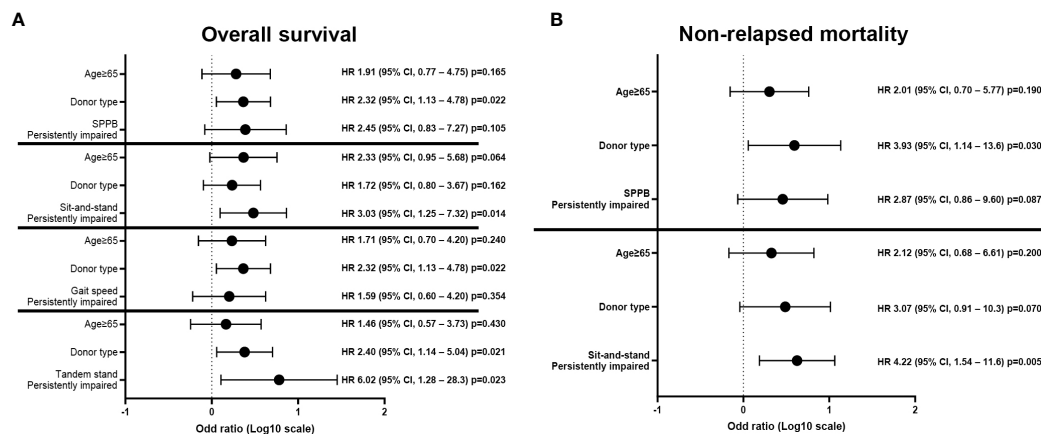 A
Overall survival
Age≥65
HR 1.91 (95% CI, 0.77 – 4.75) p=0.165
Donor type
HR 2.32 (95% CI, 1.13 – 4.78) p=0.022
SPPB
Persistently impaired
HR 2.45 (95% CI, 0.83 – 7.27) p=0.105
Age≥65
HR 2.33 (95% CI, 0.95 – 5.68) p=0.064
Donor type
HR 1.72 (95% CI, 0.80 – 3.67) p=0.162
Sit-and-stand
Persistently impaired
HR 3.03 (95% CI, 1.25 – 7.32) p=0.014
Age≥65
HR 1.71 (95% CI, 0.70 – 4.20) p=0.240
Donor type
HR 2.32 (95% CI, 1.13 – 4.78) p=0.022
Gait speed
Persistently impaired
HR 1.59 (95% CI, 0.60 – 4.20) p=0.354
Age≥65
HR 1.46 (95% CI, 0.57 – 3.73) p=0.430
Donor type
HR 2.40 (95% CI, 1.14 – 5.04) p=0.021
Tandem stand
Persistently impaired
HR 6.02 (95% CI, 1.28 – 28.3) p=0.023
-1 0 1 2
Odd ratio (Log10 scale)
B
Non-relapsed mortality
Age≥65
HR 2.01 (95% CI, 0.70 – 5.77) p=0.190
Donor type
HR 3.93 (95% CI, 1.14 – 13.6) p=0.030
SPPB
Persistently impaired
HR 2.87 (95% CI, 0.86 – 9.60) p=0.087
Age≥65
HR 2.12 (95% CI, 0.68 – 6.61) p=0.200
Donor type
HR 3.07 (95% CI, 0.91 – 10.3) p=0.070
Sit-and-stand
Persistently impaired
HR 4.22 (95% CI, 1.54 – 11.6) p=0.005
-1 0 1 2
Odd ratio (Log10 scale)